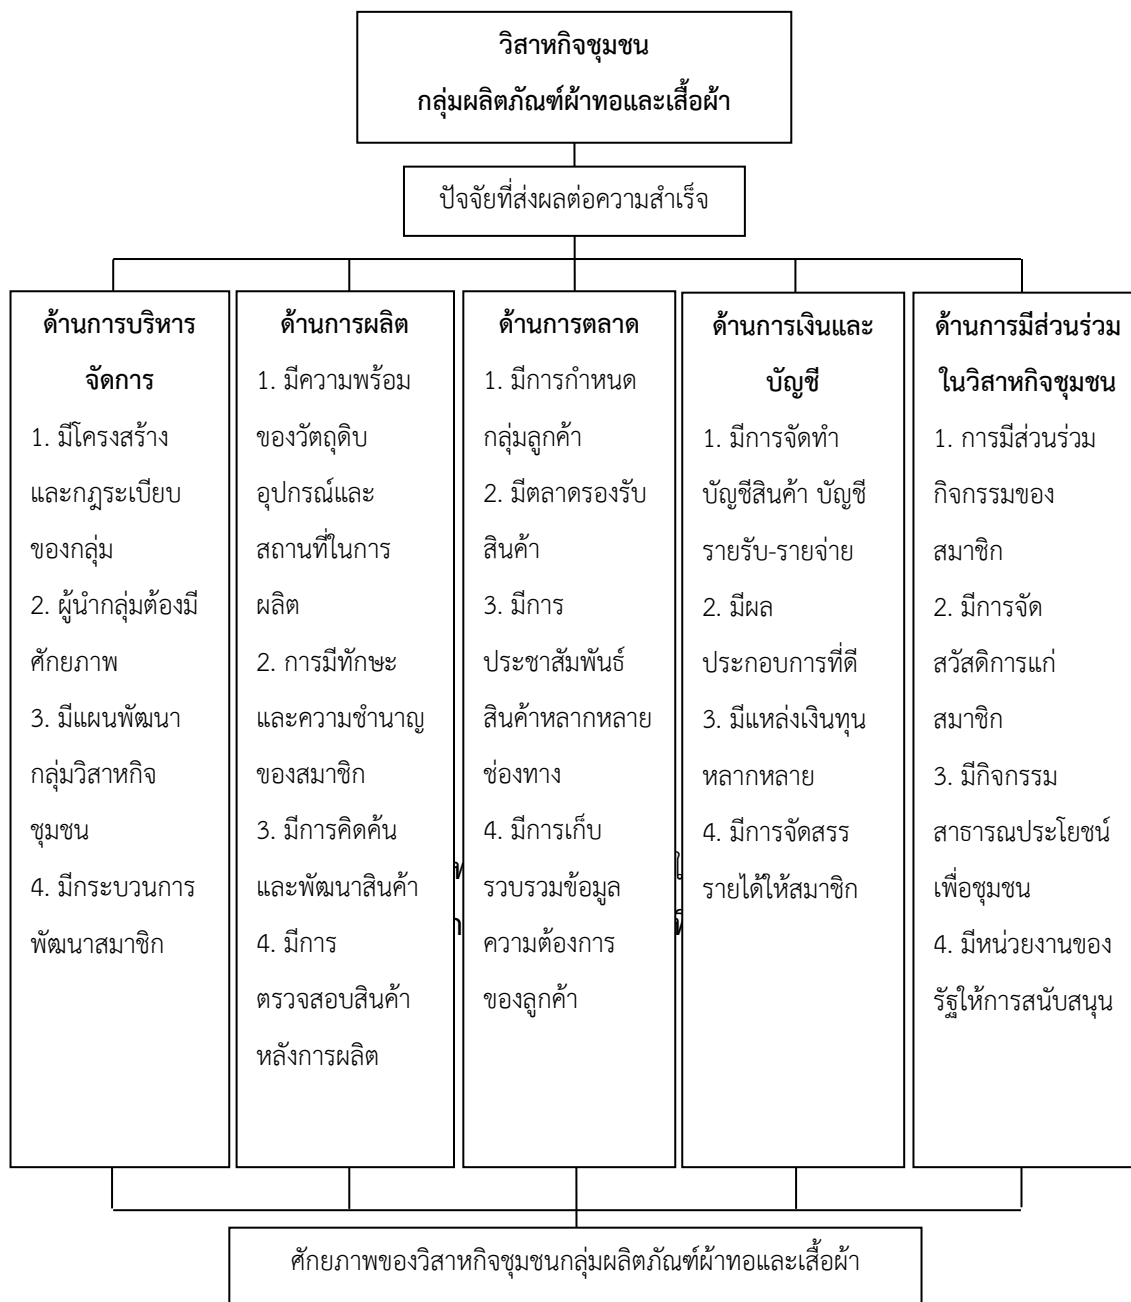 วิสาหกิจชุมชน
กลุ่มผลิตภัณฑ์ผ้าทอและเสื้อผ้า
ปัจจัยที่ส่งผลต่อความสำเร็จ
ด้านการบริหาร
จัดการ
1. มีโครงสร้าง
และกฎระเบียบ
ของกลุ่ม
2. ผู้นำกลุ่มต้องมี
ศักยภาพ
3. มีแผนพัฒนา
กลุ่มวิสาหกิจ
ชุมชน
4. มีกระบวนการ
พัฒนาสมาชิก
ด้านการผลิต
1. มีความพร้อม
ของวัตถุดิบ
อุปกรณ์และ
สถานที่ในการ
ผลิต
2. การมีทักษะ
และความชำนาญ
ของสมาชิก
3. มีการคิดค้น
และพัฒนาสินค้า
4. มีการ
ตรวจสอบสินค้า
หลังการผลิต
ด้านการตลาด
1. มีการกำหนด
กลุ่มลูกค้า
2. มีตลาดรองรับ
สินค้า
3. มีการ
ประชาสัมพันธ์
สินค้าหลากหลาย
ช่องทาง
4. มีการเก็บ
รวบรวมข้อมูล
ความต้องการ
ของลูกค้า
ด้านการเงินและ
บัญชี
1. มีการจัดทำ
บัญชีสินค้า บัญชี
รายรับ-รายจ่าย
2. มีผล
ประกอบการที่ดี
3. มีแหล่งเงินทุน
หลากหลาย
4. มีการจัดสรร
รายได้ให้สมาชิก
ด้านการมีส่วนร่วม
ในวิสาหกิจชุมชน
1. การมีส่วนร่วม
กิจกรรมของ
สมาชิก
2. มีการจัด
สวัสดิการแก่
สมาชิก
3. มีกิจกรรม
สาธารณประโยชน์
เพื่อชุมชน
4. มีหน่วยงานของ
รัฐให้การสนับสนุน
ศักยภาพของวิสาหกิจชุมชนกลุ่มผลิตภัณฑ์ผ้าทอและเสื้อผ้า